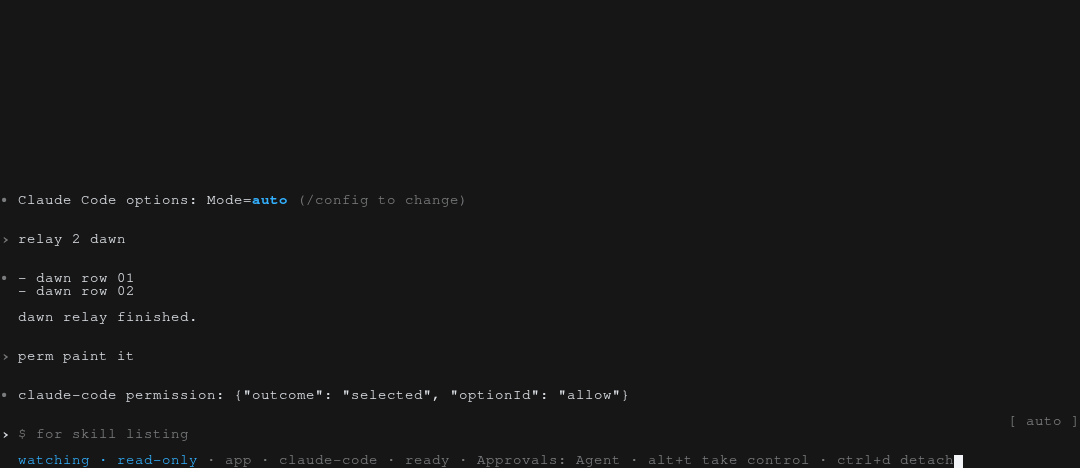 • Claude Code options: Mode=auto (/config to change)
› relay 2 dawn
• - dawn row 01
- dawn row 02
dawn relay finished.
› perm paint it
• claude-code permission: {"outcome": "selected", "optionId": "allow"}
[ auto ]
› $ for skill listing
watching · read-only · app · claude-code · ready · Approvals: Agent · alt+t take control · ctrl+d detach